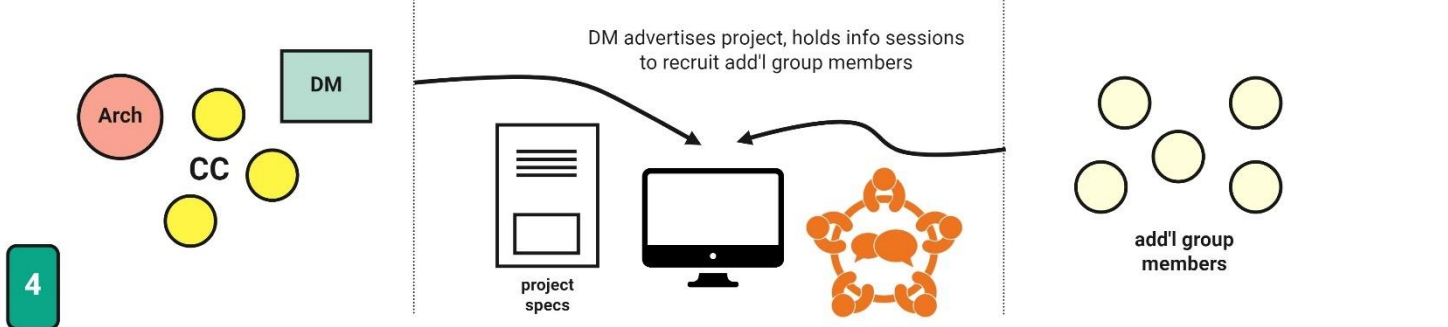 DM advertises project, holds info sessions
to recruit add'l group members
DM
Arch
CC
project
specs
add'l group
members
4